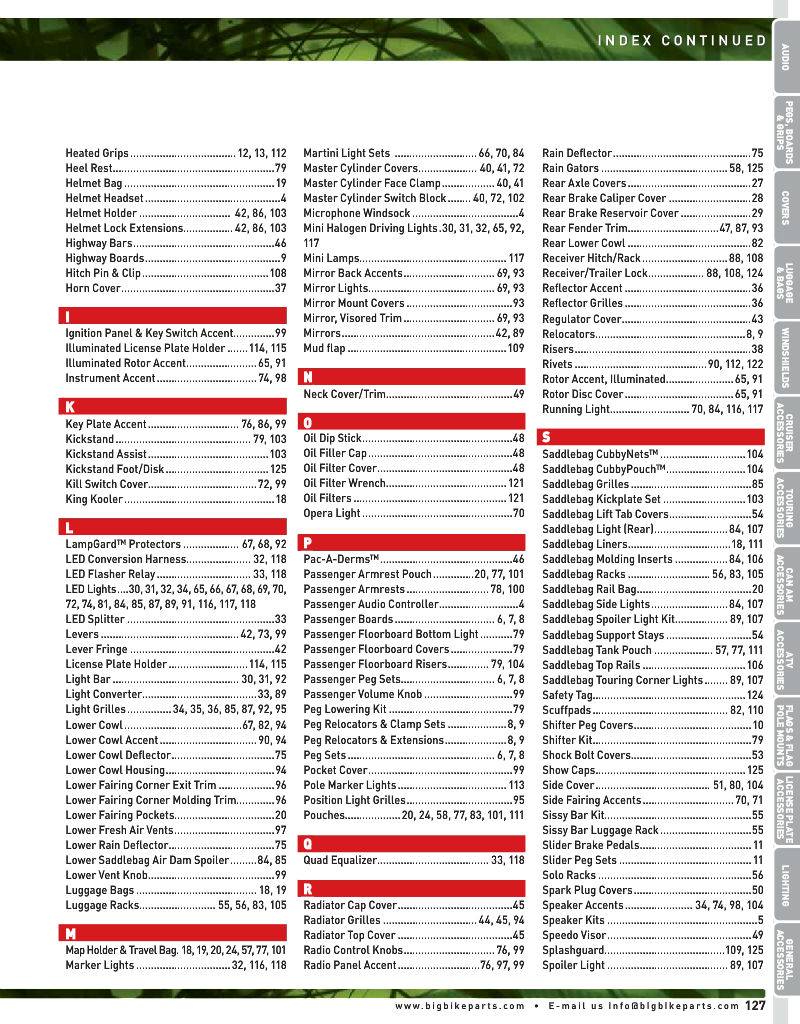 INDEX CONTINUED
Heated Grips.................................... 12, 13, 112
Heel Rest.......................................................79
Helmet Bag ................................................... 19
Helmet Headset ..............................................4
Helmet Holder ............................... 42, 86, 103
Helmet Lock Extensions................. 42, 86, 103
Highway Bars................................................46
Highway Boards..............................................9
Hitch Pin & Clip...........................................108
Horn Cover....................................................37
I
Ignition Panel & Key Switch Accent..............99
Illuminated License Plate Holder .......114, 115
Illuminated Rotor Accent........................65, 91
Instrument Accent..................................74, 98
K
Key Plate Accent............................... 76, 86, 99
Kickstand.............................................. 79, 103
Kickstand Assist.........................................103
Kickstand Foot/Disk................................... 125
Kill Switch Cover.....................................72, 99
King Kooler................................................... 18
L
LampGard™ Protectors ................... 67, 68, 92
LED Conversion Harness...................... 32, 118
LED Flasher Relay................................ 33, 118
LED Lights....30, 31, 32, 34, 65, 66, 67, 68, 69, 70,
72, 74, 81, 84, 85, 87, 89, 91, 116, 117, 118
LED Splitter ..................................................33
Levers ............................................... 42, 73, 99
Lever Fringe .................................................42
License Plate Holder ...........................114, 115
Light Bar ........................................... 30, 31, 92
Light Converter.......................................33, 89
Light Grilles ...............34, 35, 36, 85, 87, 92, 95
Lower Cowl........................................67, 82, 94
Lower Cowl Accent................................. 90, 94
Lower Cowl Deflector...................................75
Lower Cowl Housing.....................................94
Lower Fairing Corner Exit Trim ...................96
Lower Fairing Corner Molding Trim.............96
Lower Fairing Pockets..................................20
Lower Fresh Air Vents..................................97
Lower Rain Deflector....................................75
Lower Saddlebag Air Dam Spoiler.........84, 85
Lower Vent Knob...........................................99
Luggage Bags ......................................... 18, 19
Luggage Racks.......................... 55, 56, 83, 105
M
Map Holder & Travel Bag. 18, 19, 20, 24, 57, 77, 101
Marker Lights................................32, 116, 118
Martini Light Sets ............................ 66, 70, 84
Master Cylinder Covers.................... 40, 41, 72
Master Cylinder Face Clamp.................. 40, 41
Master Cylinder Switch Block........ 40, 72, 102
Microphone Windsock....................................4
Mini Halogen Driving Lights.30, 31, 32, 65, 92,
117
Mini Lamps.................................................. 117
Mirror Back Accents............................... 69, 93
Mirror Lights........................................... 69, 93
Mirror Mount Covers ....................................93
Mirror, Visored Trim ............................... 69, 93
Mirrors.................................................... 42, 89
Mud flap ......................................................109
N
Neck Cover/Trim...........................................49
O
Oil Dip Stick...................................................48
Oil Filler Cap .................................................48
Oil Filter Cover..............................................48
Oil Filter Wrench......................................... 121
Oil Filters .................................................... 121
Opera Light ...................................................70
P
Pac-A-Derms™.............................................46
Passenger Armrest Pouch..............20, 77, 101
Passenger Armrests............................ 78, 100
Passenger Audio Controller...........................4
Passenger Boards................................... 6, 7, 8
Passenger Floorboard Bottom Light ...........79
Passenger Floorboard Covers.....................79
Passenger Floorboard Risers.............. 79, 104
Passenger Peg Sets................................ 6, 7, 8
Passenger Volume Knob ..............................99
Peg Lowering Kit ..........................................79
Peg Relocators & Clamp Sets.................... 8, 9
Peg Relocators & Extensions.....................8, 9
Peg Sets.................................................. 6, 7, 8
Pocket Cover.................................................99
Pole Marker Lights..................................... 113
Position Light Grilles....................................95
Pouches...................20, 24, 58, 77, 83, 101, 111
Q
Quad Equalizer...................................... 33, 118
R
Radiator Cap Cover.......................................45
Radiator Grilles ................................ 44, 45, 94
Radiator Top Cover .......................................45
Radio Control Knobs............................... 76, 99
Radio Panel Accent............................76, 97, 99
Rain Deflector...............................................75
Rain Gators ........................................... 58, 125
Rear Axle Covers..........................................27
Rear Brake Caliper Cover ............................28
Rear Brake Reservoir Cover ........................29
Rear Fender Trim...............................47, 87, 93
Rear Lower Cowl ..........................................82
Receiver Hitch/Rack............................. 88, 108
Receiver/Trailer Lock................... 88, 108, 124
Reflector Accent ...........................................36
Reflector Grilles ...........................................36
Regulator Cover............................................43
Relocators...................................................8, 9
Risers............................................................38
Rivets ............................................. 90, 112, 122
Rotor Accent, Illuminated....................... 65, 91
Rotor Disc Cover..................................... 65, 91
Running Light........................... 70, 84, 116, 117
S
Saddlebag CubbyNets™ ............................. 104
Saddlebag CubbyPouch™........................... 104
Saddlebag Grilles .........................................85
Saddlebag Kickplate Set ............................ 103
Saddlebag Lift Tab Covers............................54
Saddlebag Light (Rear)......................... 84, 107
Saddlebag Liners...................................18, 111
Saddlebag Molding Inserts .................. 84, 106
Saddlebag Racks ............................ 56, 83, 105
Saddlebag Rail Bag.......................................20
Saddlebag Side Lights.......................... 84, 107
Saddlebag Spoiler Light Kit.................. 89, 107
Saddlebag Support Stays .............................54
Saddlebag Tank Pouch .................... 57, 77, 111
Saddlebag Top Rails ................................... 106
Saddlebag Touring Corner Lights........ 89, 107
Safety Tag.................................................... 124
Scuffpads ............................................... 82, 110
Shifter Peg Covers........................................10
Shifter Kit......................................................79
Shock Bolt Covers.........................................53
Show Caps................................................... 125
Side Cover...................................... 51, 80, 104
Side Fairing Accents............................... 70, 71
Sissy Bar Kit..................................................55
Sissy Bar Luggage Rack...............................55
Slider Brake Pedals...................................... 11
Slider Peg Sets ............................................. 11
Solo Racks ....................................................56
Spark Plug Covers........................................50
Speaker Accents....................... 34, 74, 98, 104
Speaker Kits ...................................................5
Speedo Visor.................................................49
Splashguard.........................................109, 125
Spoiler Light ......................................... 89, 107
AUDIO
PEGS, BOARDS
& GRIPS
COVERS
LUGGAGE
& BAGS
WINDSHIELDS
CRUISER
ACCESSORIES
TOURING
ACCESSORIES
CAN AM
ACCESSORIES
ATV
ACCESSORIES
FLAGS & FLAG
POLE MOUNTS
LICENSE PLATE
ACCESSORIES
LIGHTING
GENERAL
ACCESSORIES
www.bigbikeparts.com • E-mail us info@bigbikeparts.com 127